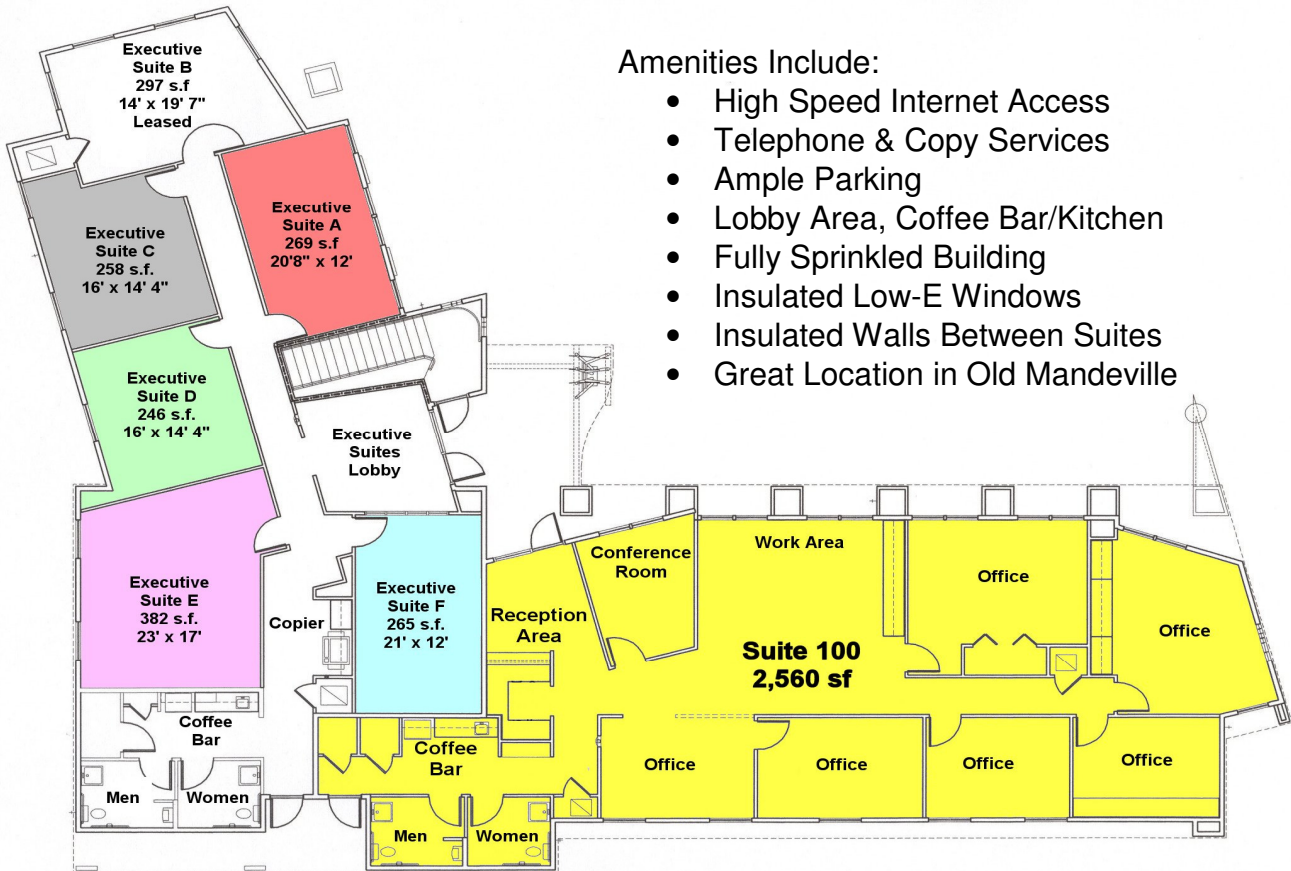 Executive
Suite B
297 s.f
14' x 19' 7"
Leased
Amenities Include:
• High Speed Internet Access
• Telephone & Copy Services
• Ample Parking
• Lobby Area, Coffee Bar/Kitchen
• Fully Sprinkled Building
• Insulated Low-E Windows
• Insulated Walls Between Suites
• Great Location in Old Mandeville
Executive
Suite A
269 s.f
20'8" x 12'
Executive
Suite C
258 s.f.
16' x 14' 4"
Executive
Suite D
246 s.f.
16' x 14' 4"
Executive
Suites
Lobby
Executive
Suite E
382 s.f.
23' x 17'
Copier
Executive
Suite F
265 s.f.
21' x 12'
Reception
Area
Conference
Room
Work Area
Office
Office
Suite 100
2,560 sf
Coffee
Bar
Men
Women
Coffee
Bar
Men
Women
Office
Office
Office
Office